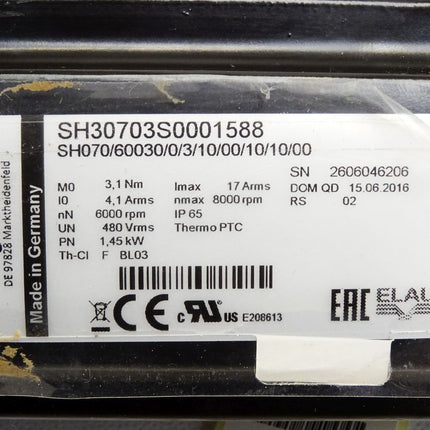 SH30703S0001588
SH070/60030/0/3/10/00/10/10/00
SN 2606046206
M0 3,1 Nm Imax 17 Arms DOM QD 15.06.2016
I0 4,1 Arms nmax 8000 rpm RS 02
nN 6000 rpm IP 65
UN 480 Vrms Thermo PTC
PN 1,45 kW
Th-Cl F BL03
CE c RU US E208613
EAC ELAU
DE 97828 Marktheidenfeld
Made in Germany